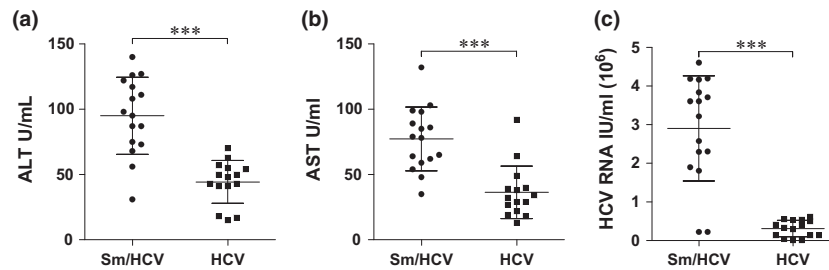 (a)
***
ALT U/mL
150
100
50
0
Sm/HCV HCV
(b)
***
AST U/ml
150
100
50
0
Sm/HCV HCV
(c)
***
HCV RNA IU/ml (10⁶)
5
4
3
2
1
0
Sm/HCV HCV